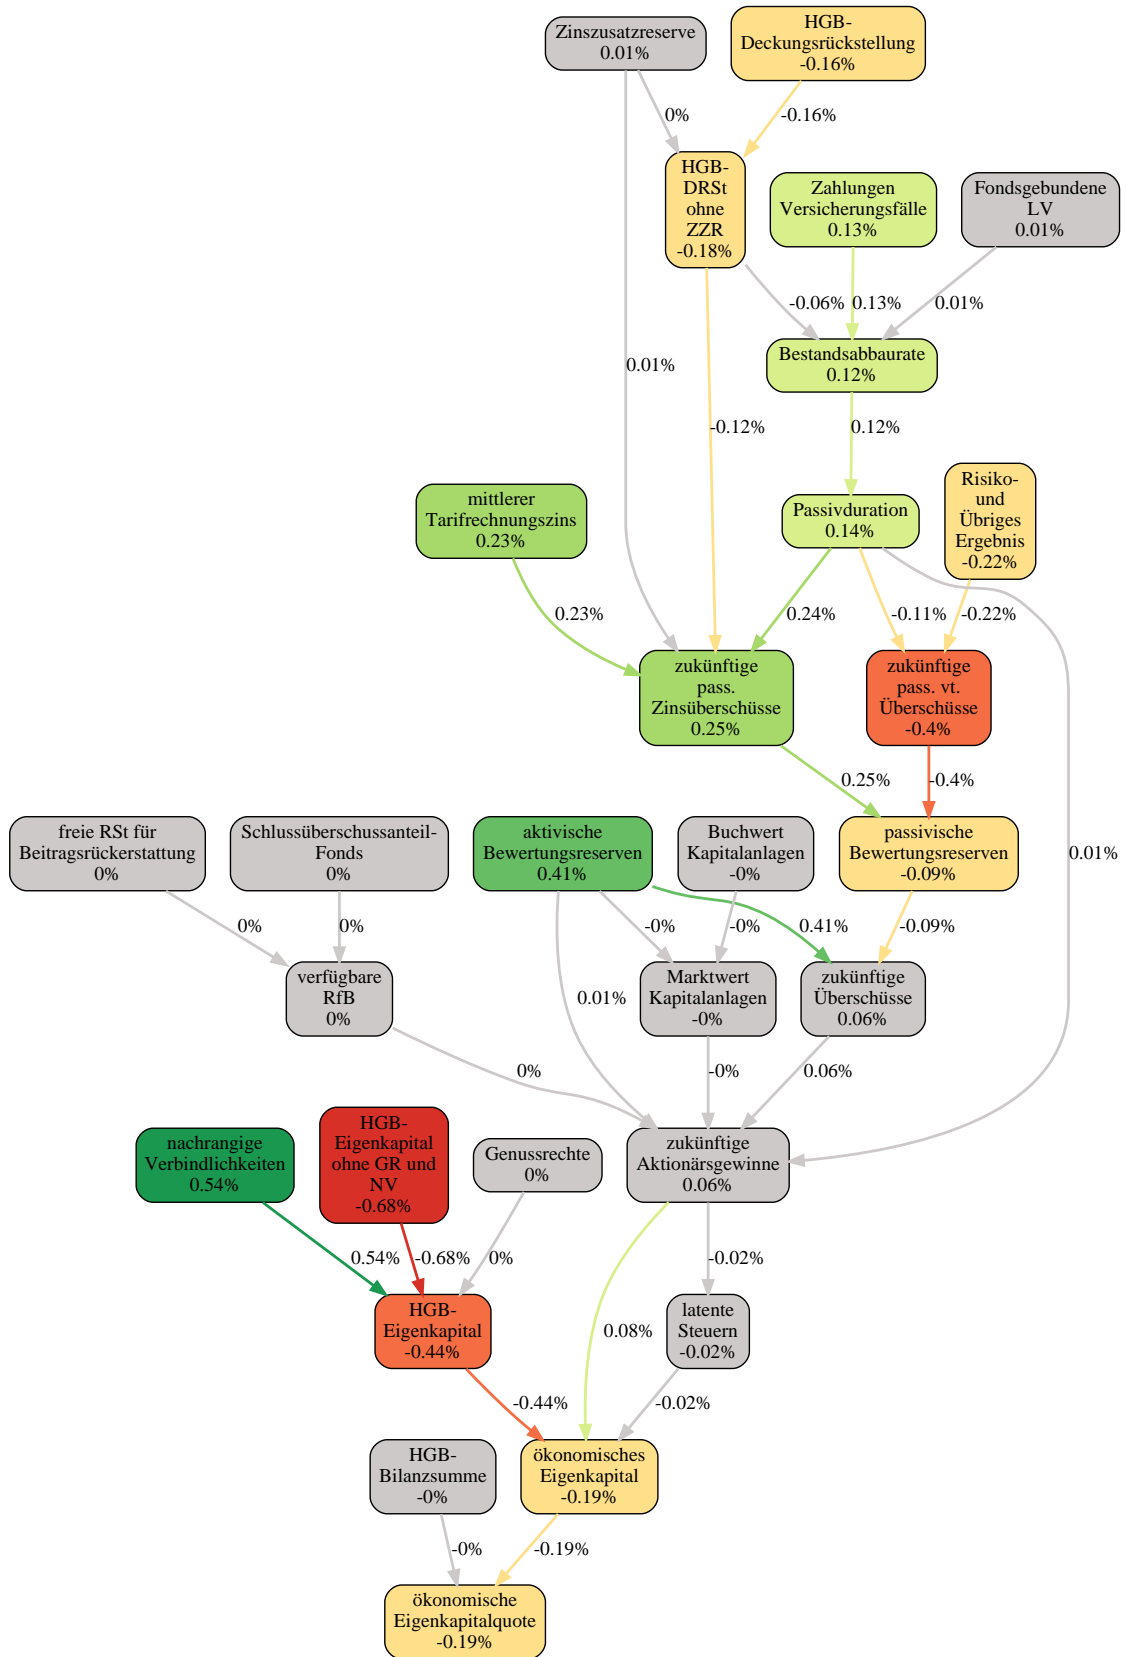 Zinszusatzreserve
0.01%
HGB-
Deckungsrückstellung
-0.16%
0%
-0.16%
HGB-
DRSt
ohne
ZZR
-0.18%
Zahlungen
Versicherungsfälle
0.13%
Fondsgebundene
LV
0.01%
-0.06%
0.13%
0.01%
Bestandsabbaurate
0.12%
0.01%
-0.12%
0.12%
mittlerer
Tarifrechnungszins
0.23%
Passivduration
0.14%
Risiko-
und
Übriges
Ergebnis
-0.22%
0.23%
0.24%
-0.11%
-0.22%
zukünftige
pass.
Zinsüberschüsse
0.25%
zukünftige
pass. vt.
Überschüsse
-0.4%
0.25%
-0.4%
freie RSt für
Beitragsrückerstattung
0%
Schlussüberschussanteil-
Fonds
0%
aktivische
Bewertungsreserven
0.41%
Buchwert
Kapitalanlagen
-0%
passivische
Bewertungsreserven
-0.09%
0.01%
0%
0%
-0%
-0%
0.41%
-0.09%
verfügbare
RfB
0%
0.01%
Marktwert
Kapitalanlagen
-0%
zukünftige
Überschüsse
0.06%
0%
-0%
0.06%
nachrangige
Verbindlichkeiten
0.54%
HGB-
Eigenkapital
ohne GR und
NV
-0.68%
Genussrechte
0%
zukünftige
Aktionärsgewinne
0.06%
0.54%
-0.68%
0%
-0.02%
HGB-
Eigenkapital
-0.44%
0.08%
latente
Steuern
-0.02%
-0.44%
-0.02%
HGB-
Bilanzsumme
-0%
ökonomisches
Eigenkapital
-0.19%
-0%
-0.19%
ökonomische
Eigenkapitalquote
-0.19%